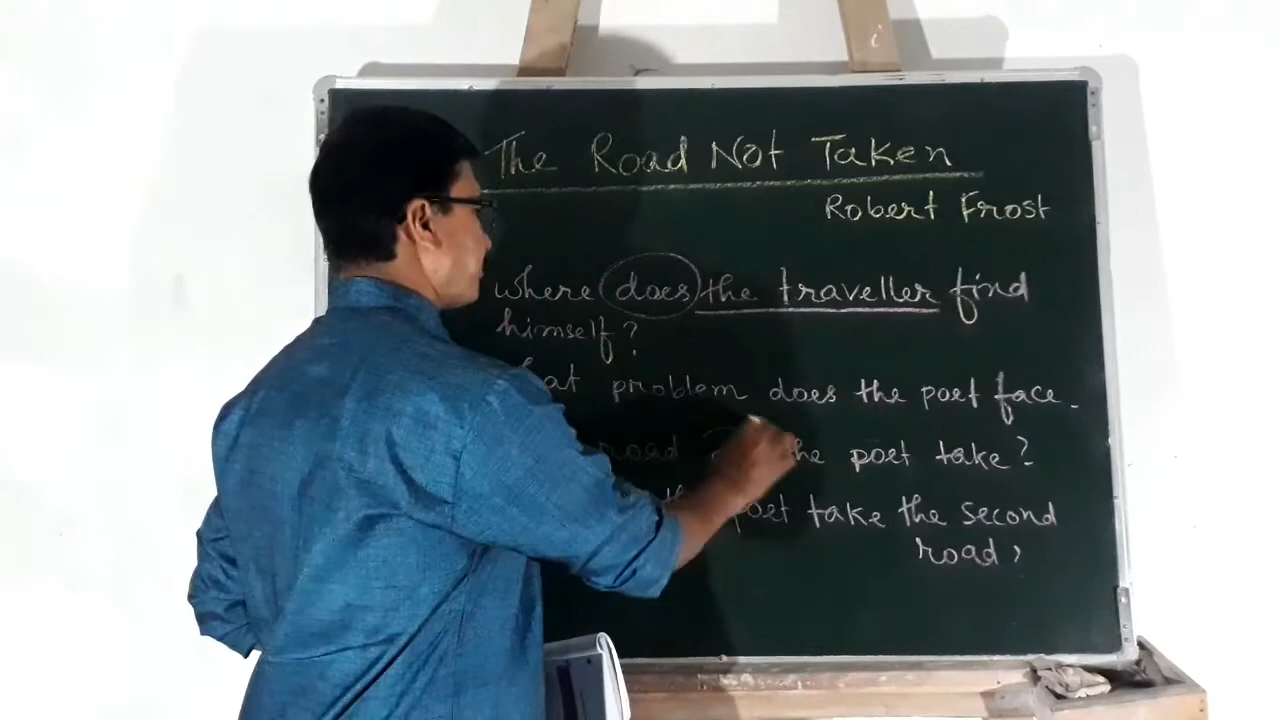 The Road Not Taken
Robert Frost
where does the traveller find
himself?
problem does the poet face.
road the poet take?
poet take the second
road,